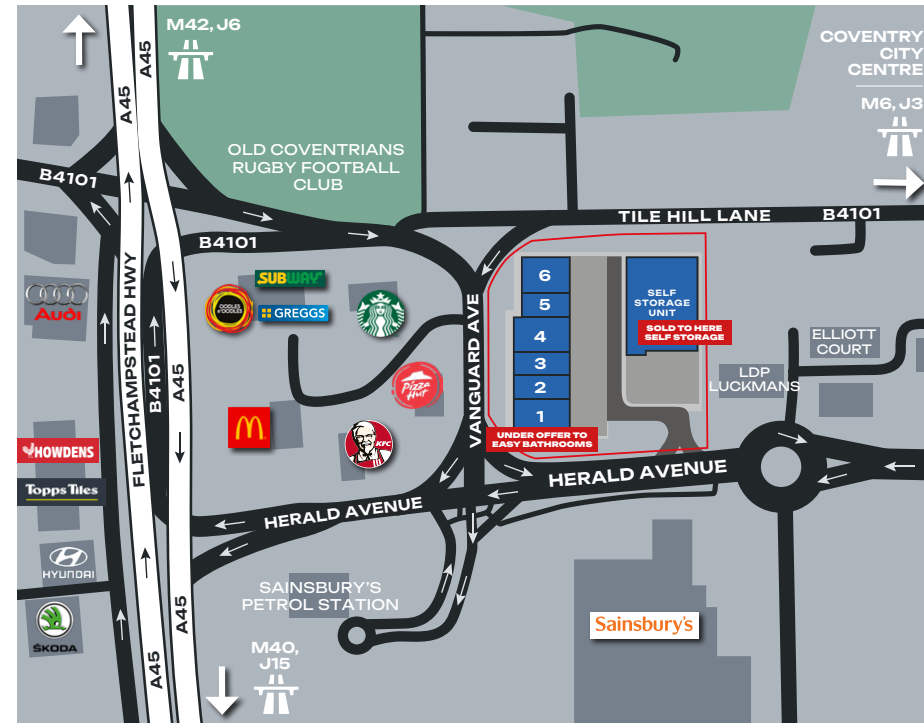 M42, J6
A45
A45
COVENTRY
CITY
CENTRE
M6, J3
OLD COVENTRIANS
RUGBY FOOTBALL
CLUB
B4101
B4101
TILE HILL LANE
B4101
SUBWAY
OODLES
N'OODLES
GREGGS
Audi
FLETCHAMPSTEAD HWY
B4101
A45
VANGUARD AVE
6
5
4
3
2
1
SELF
STORAGE
UNIT
SOLD TO HERE
SELF STORAGE
ELLIOTT
COURT
LDP
LUCKMANS
Pizza
Hut
KFC
UNDER OFFER TO
EASY BATHROOMS
HOWDENS
Topps Tiles
HERALD AVENUE
HERALD AVENUE
HYUNDAI
SAINSBURY'S
PETROL STATION
A45
Sainsbury's
ŠKODA
M40,
J15
A45